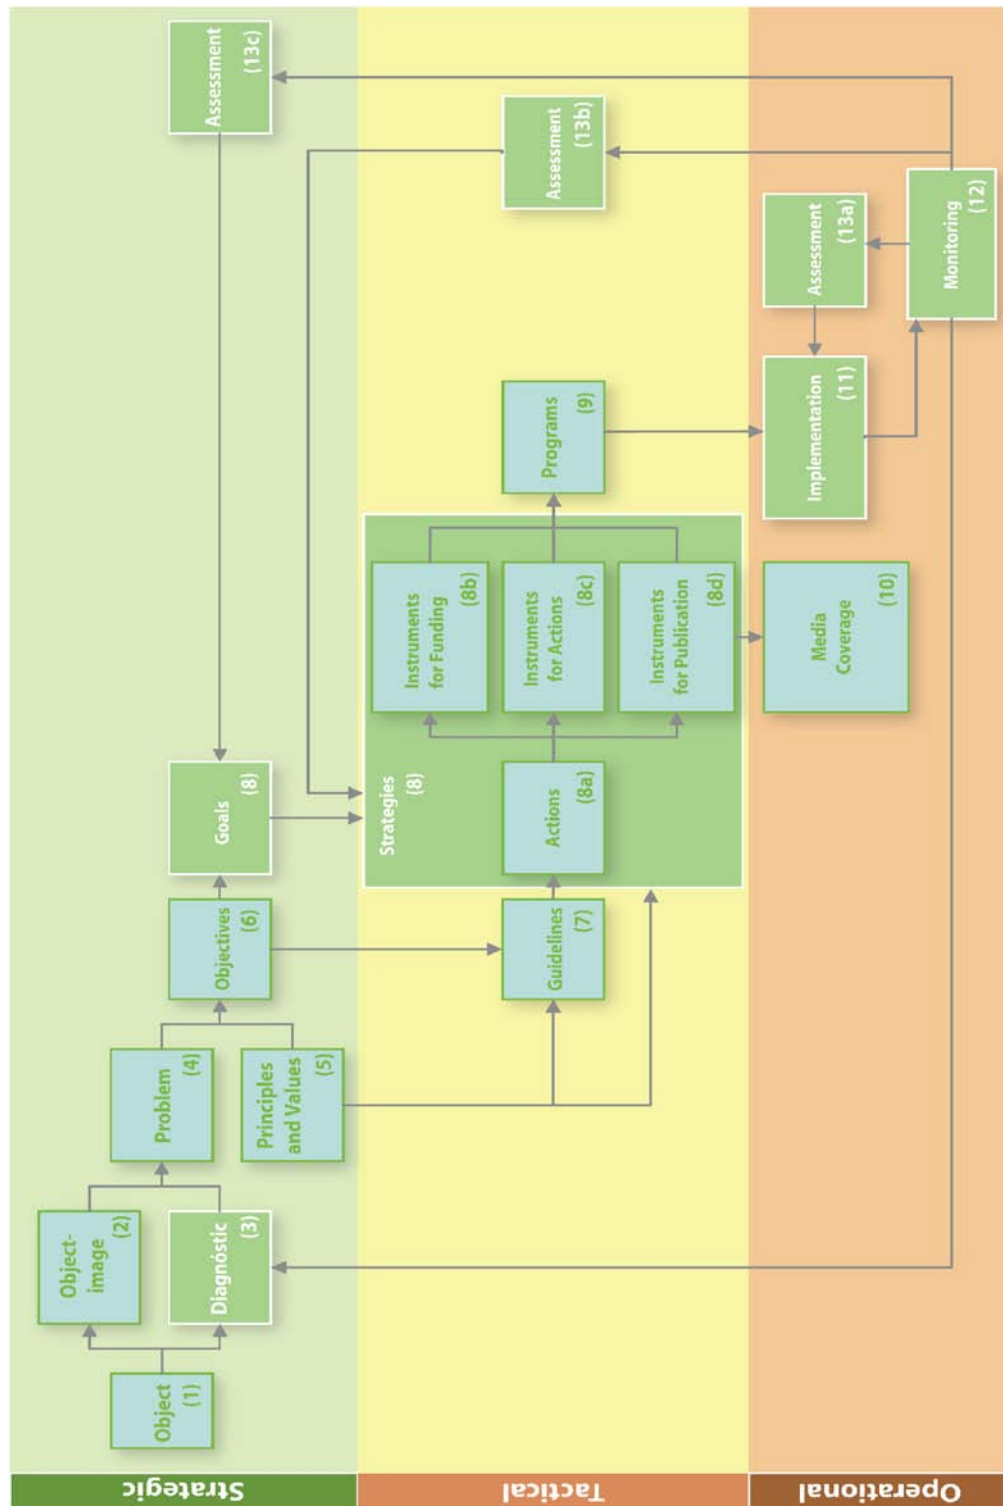 Strategic
Object
(1)
Object-
image
(2)
Diagnóstic
(3)
Problem
(4)
Principles
and Values
(5)
Objectives
(6)
Goals
(8)
Assessment
(13c)
Tactical
Guidelines
(7)
Strategies
(8)
Actions
(8a)
Instruments
for Funding
(8b)
Instruments
for Actions
(8c)
Instruments
for Publication
(8d)
Programs
(9)
Assessment
(13b)
Operational
Media
Coverage
(10)
Implementation
(11)
Assessment
(13a)
Monitoring
(12)